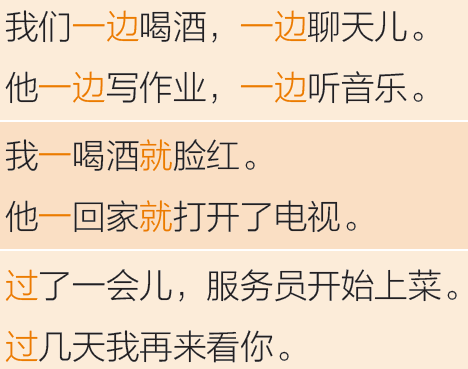 我们一边喝酒，一边聊天儿。
他一边写作业，一边听音乐。
我一喝酒就脸红。
他一回家就打开了电视。
过了一会儿，服务员开始上菜。
过几天我再来看你。